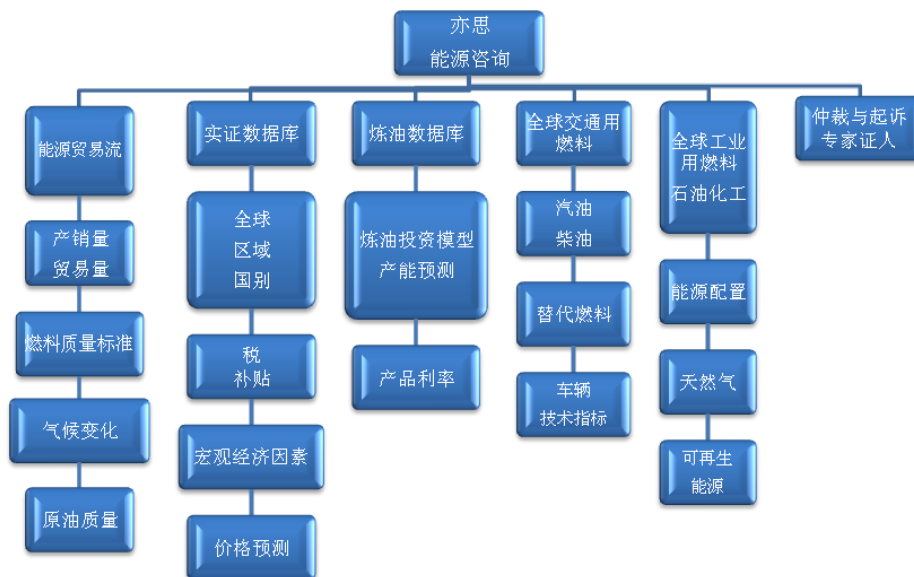 亦思
能源咨询
能源贸易流
产销量
贸易量
燃料质量标准
气候变化
原油质量
实证数据库
全球
区域
国别
税
补贴
宏观经济因素
价格预测
炼油数据库
炼油投资模型
产能预测
产品利率
全球交通用
燃料
汽油
柴油
替代燃料
车辆
技术指标
全球工业
用燃料
石油化工
能源配置
天然气
可再生
能源
仲裁与起诉
专家证人